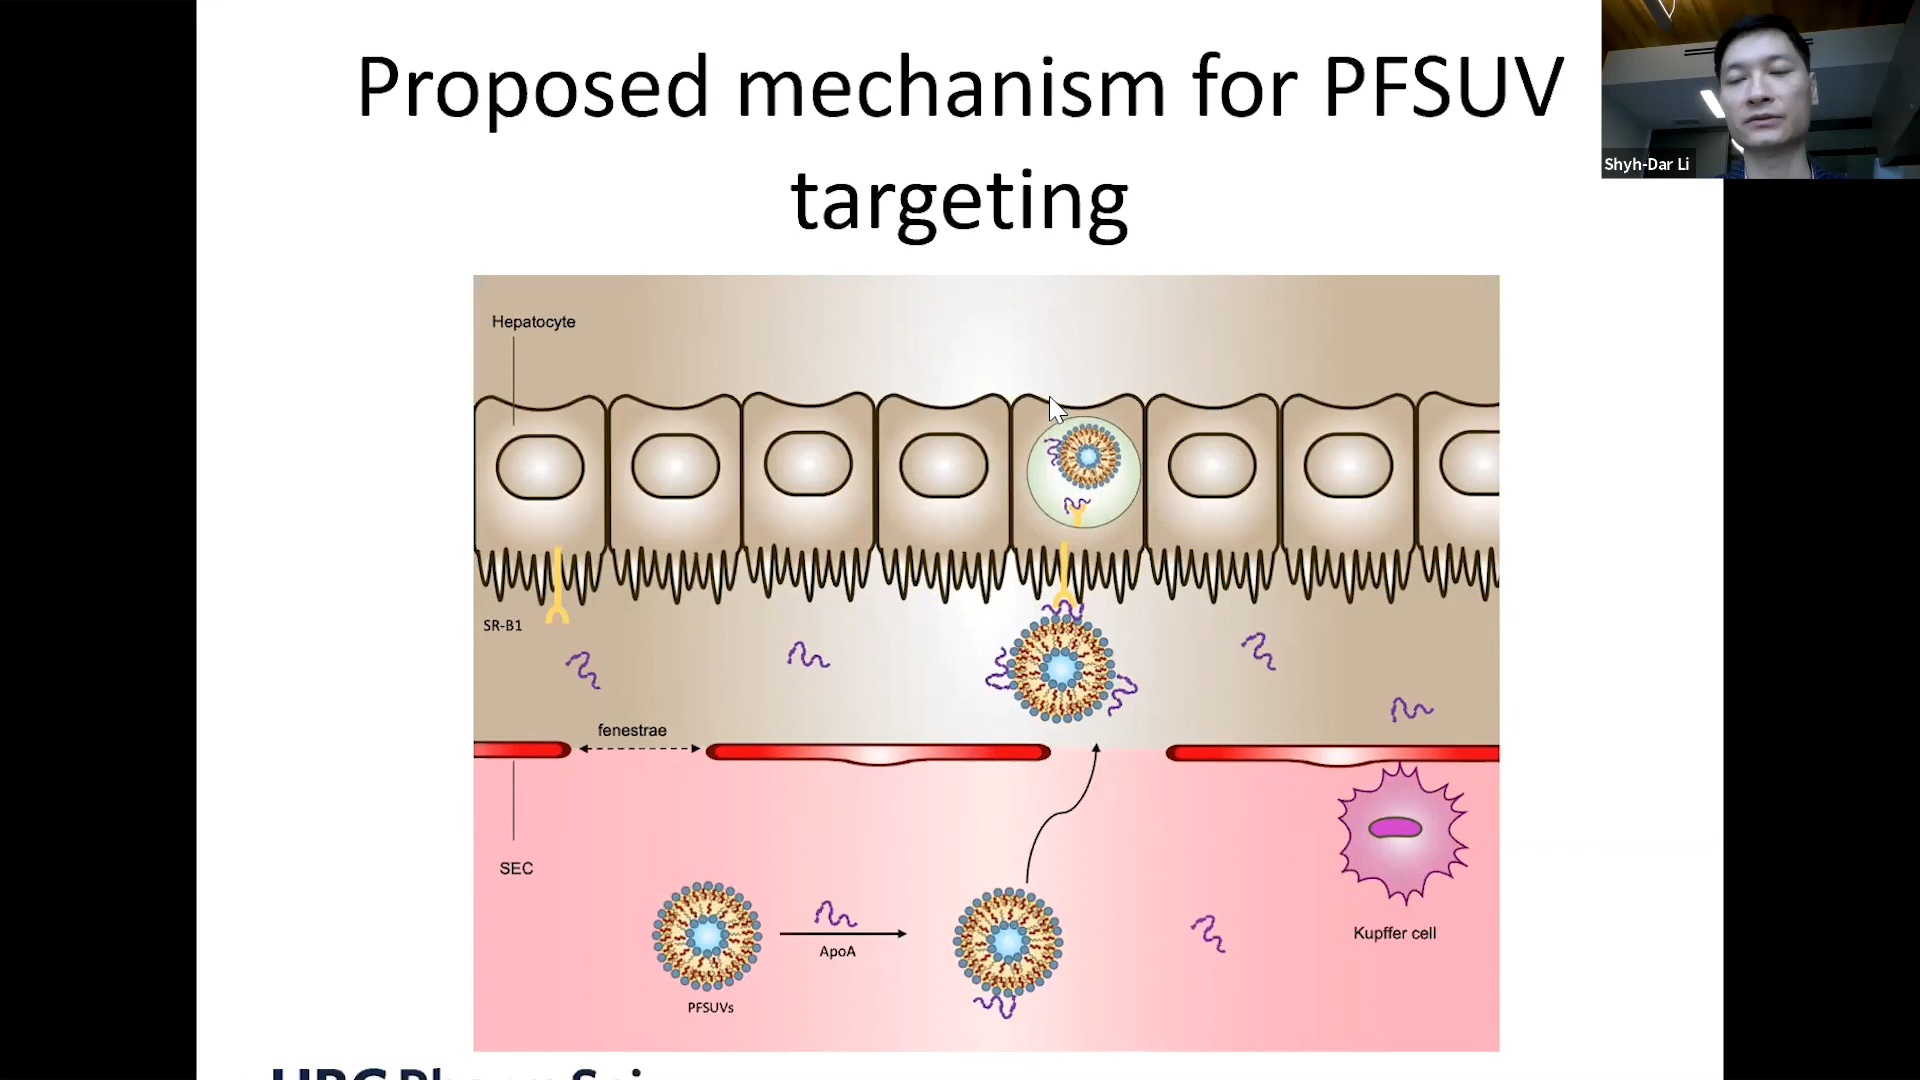 Proposed mechanism for PFSUV
targeting
Shyh-Dar Li
Hepatocyte
SR-B1
fenestrae
SEC
ApoA
PFSUVs
Kupffer cell